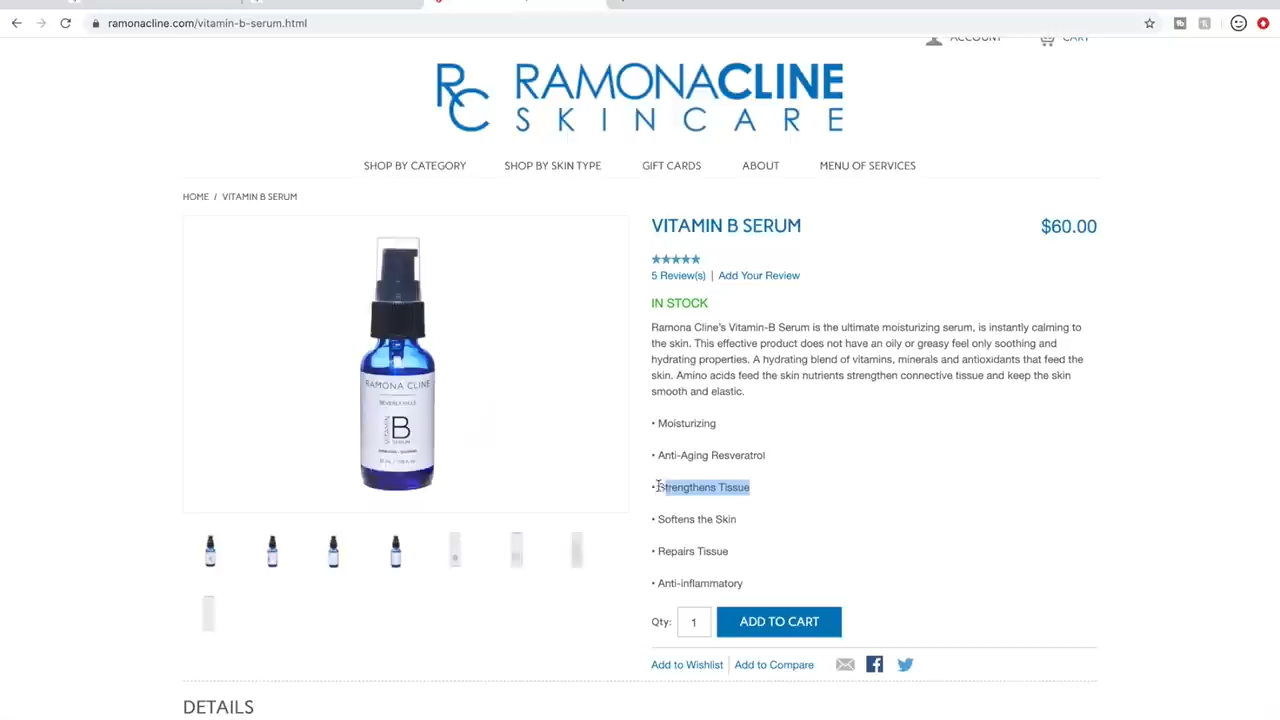 ramonacline.com/vitamin-b-serum.html
ACCOUNT
CART
RC RAMONACLINE
SKINCARE
SHOP BY CATEGORY
SHOP BY SKIN TYPE
GIFT CARDS
ABOUT
MENU OF SERVICES
HOME / VITAMIN B SERUM
RAMONA CLINE
BEVERLY HILLS
VITAMIN B SERUM
VITAMIN B SERUM
$60.00
5 Review(s) | Add Your Review
IN STOCK
Ramona Cline's Vitamin-B Serum is the ultimate moisturizing serum, is instantly calming to
the skin. This effective product does not have an oily or greasy feel only soothing and
hydrating properties. A hydrating blend of vitamins, minerals and antioxidants that feed the
skin. Amino acids feed the skin nutrients strengthen connective tissue and keep the skin
smooth and elastic.
• Moisturizing
• Anti-Aging Resveratrol
• Strengthens Tissue
• Softens the Skin
• Repairs Tissue
• Anti-inflammatory
Qty: 1 ADD TO CART
Add to Wishlist | Add to Compare
DETAILS